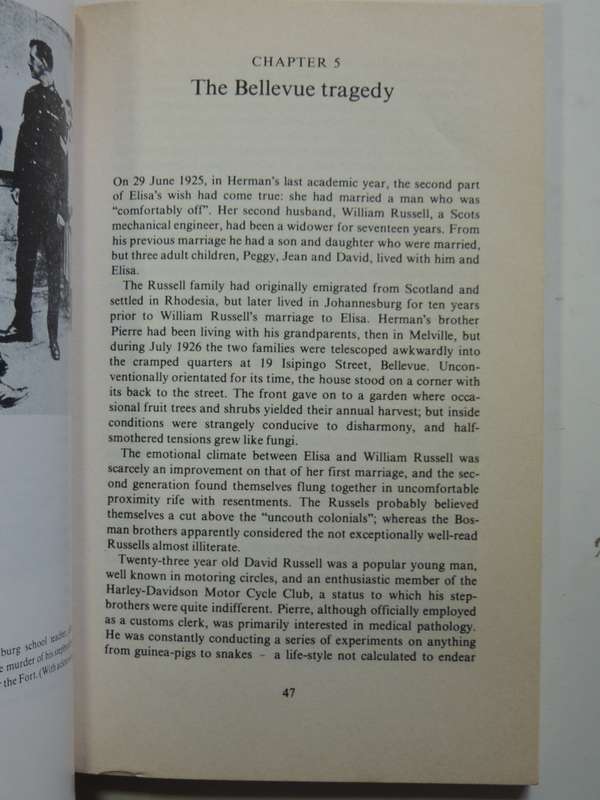 CHAPTER 5
The Bellevue tragedy
On 29 June 1925, in Herman's last academic year, the second part
of Elisa's wish had come true: she had married a man who was
"comfortably off". Her second husband, William Russell, a Scots
mechanical engineer, had been a widower for seventeen years. From
his previous marriage he had a son and daughter who were married,
but three adult children, Peggy, Jean and David, lived with him and
Elisa.
The Russell family had originally emigrated from Scotland and
settled in Rhodesia, but later lived in Johannesburg for ten years
prior to William Russell's marriage to Elisa. Herman's brother
Pierre had been living with his grandparents, then in Melville, but
during July 1926 the two families were telescoped awkwardly into
the cramped quarters at 19 Isipingo Street, Bellevue. Uncon-
ventionally orientated for its time, the house stood on a corner with
its back to the street. The front gave on to a garden where occa-
sional fruit trees and shrubs yielded their annual harvest; but inside
conditions were strangely conducive to disharmony, and half-
smothered tensions grew like fungi.
The emotional climate between Elisa and William Russell was
scarcely an improvement on that of her first marriage, and the sec-
ond generation found themselves flung together in uncomfortable
proximity rife with resentments. The Russels probably believed
themselves a cut above the "uncouth colonials"; whereas the Bos-
man brothers apparently considered the not exceptionally well-read
Russells almost illiterate.
Twenty-three year old David Russell was a popular young man,
well known in motoring circles, and an enthusiastic member of the
Harley-Davidson Motor Cycle Club, a status to which his step-
brothers were quite indifferent. Pierre, although officially employed
as a customs clerk, was primarily interested in medical pathology.
He was constantly conducting a series of experiments on anything
from guinea-pigs to snakes – a life-style not calculated to endear
47
burg school teacher,
e murder of his stepbro
the Fort. (With ackn